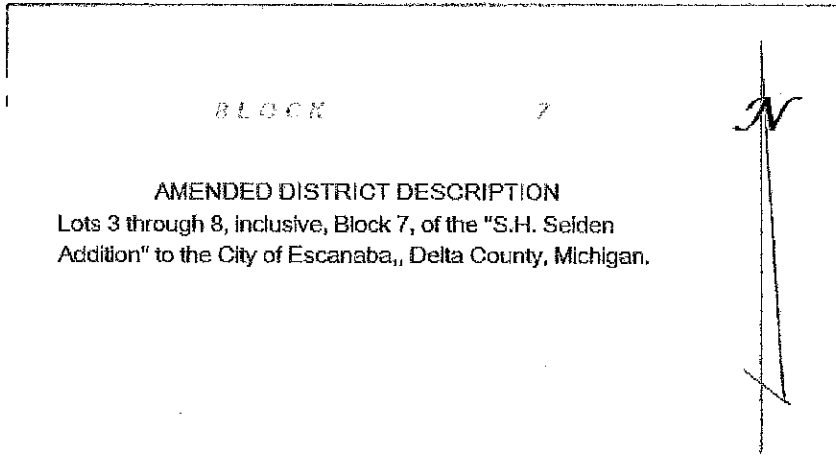 BLOCK 7
N
AMENDED DISTRICT DESCRIPTION
Lots 3 through 8, inclusive, Block 7, of the "S.H. Selden
Addition" to the City of Escanaba,, Delta County, Michigan.